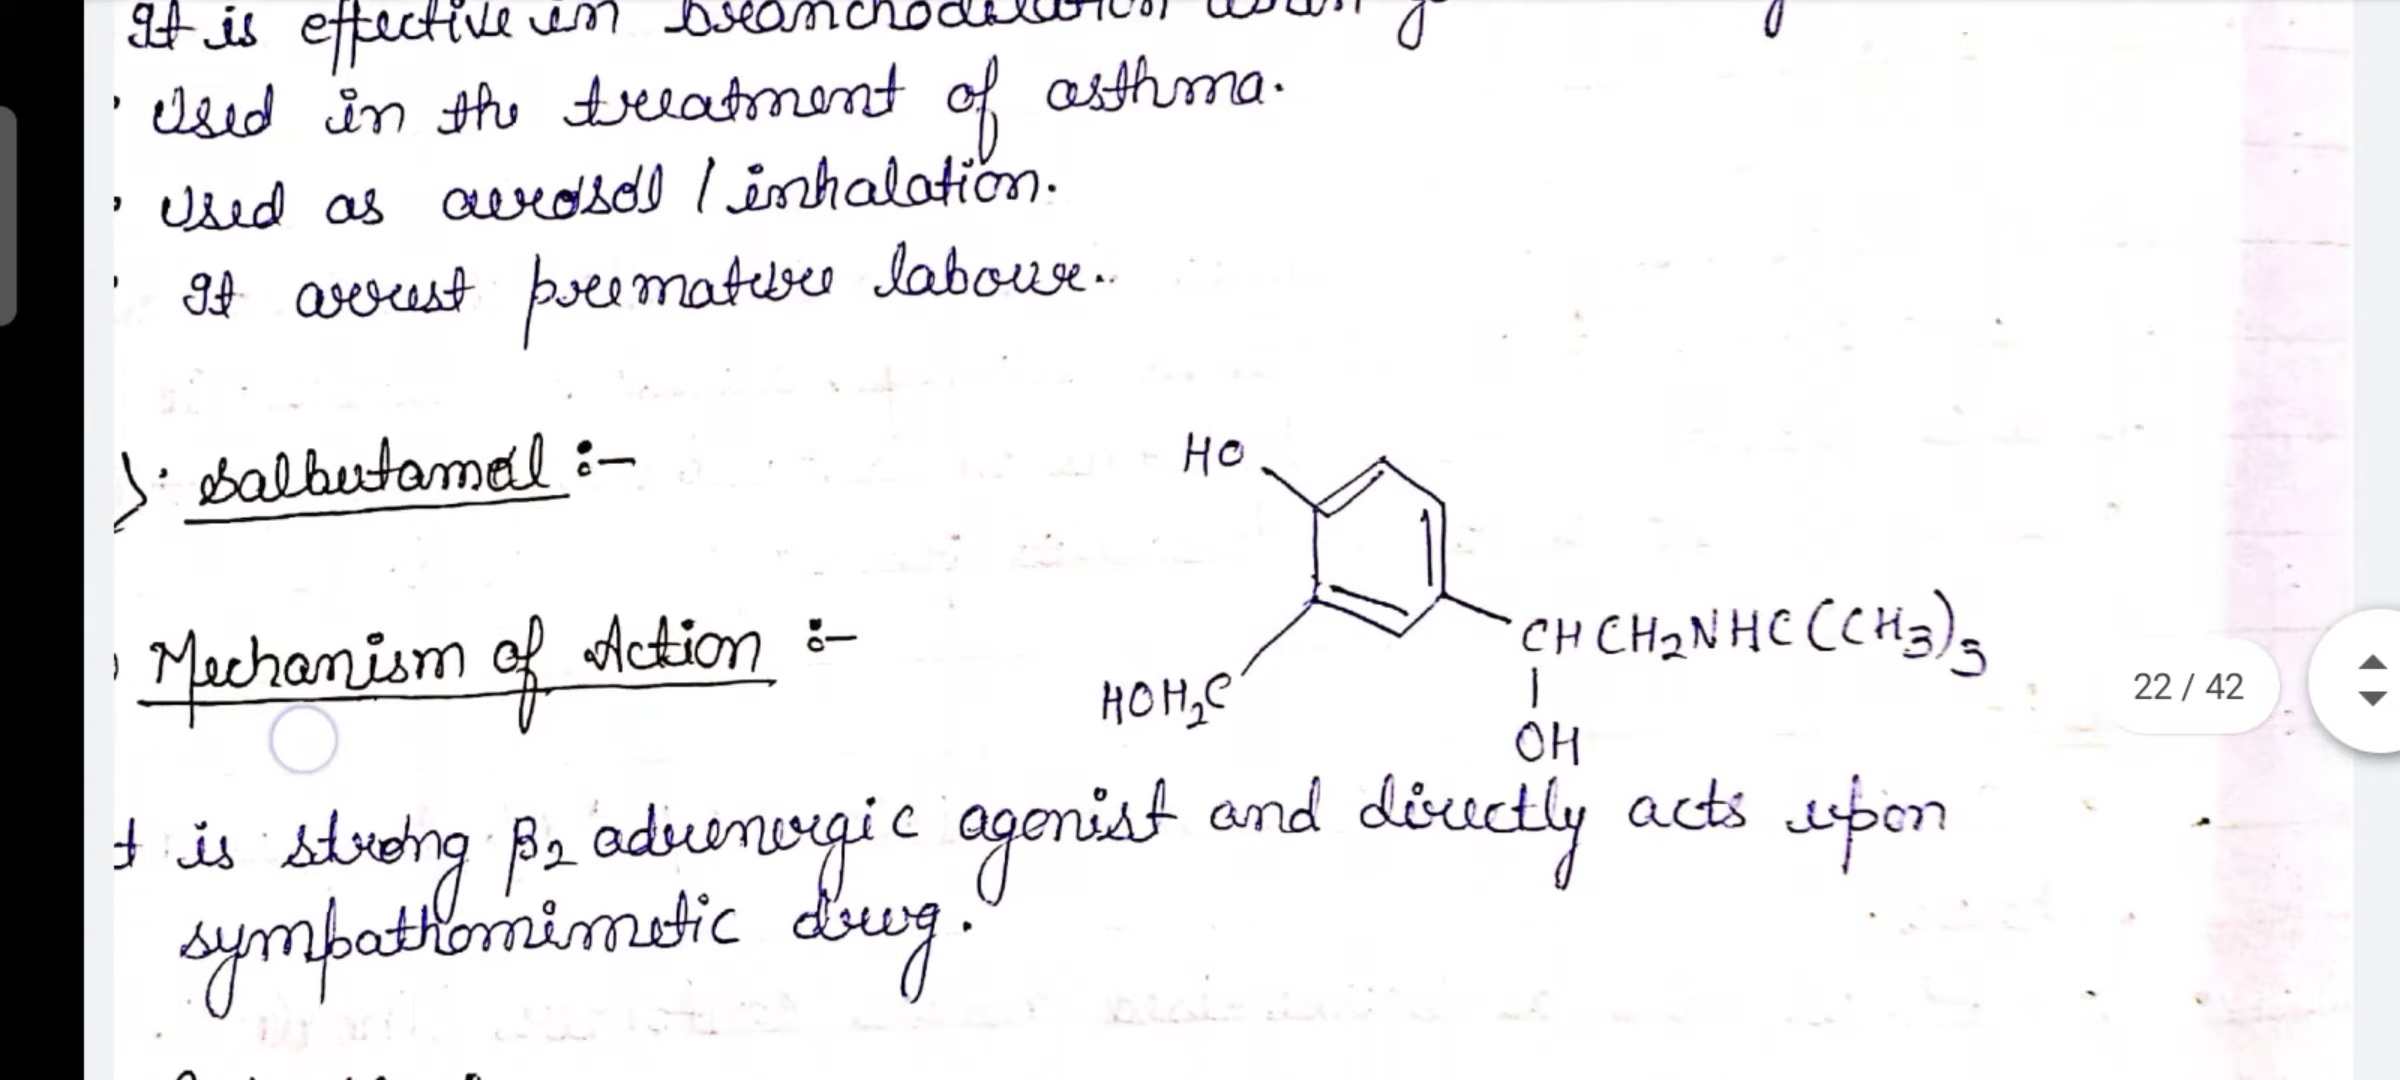 It is effective in bronchodilation
Used in the treatment of asthma.
Used as aerosol / inhalation.
It arrest premature labour..
Salbutamol :-
HO
Mechanism of Action :-
CHCH2NHC(CH3)3
HOH2C
OH
22 / 42
is strong β2 adrenergic agonist and directly acts upon
sympathomimetic drug.